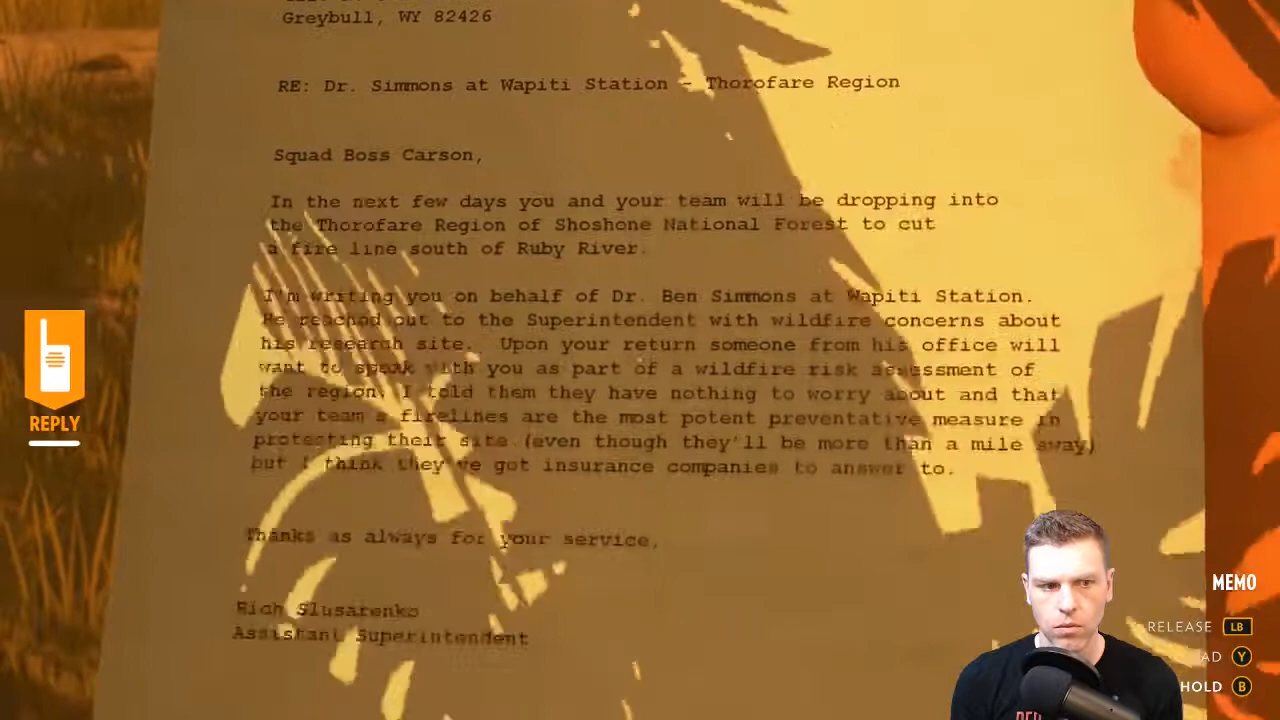 Greybull, WY 82426
RE: Dr. Simmons at Wapiti Station - Thorofare Region
Squad Boss Carson,
In the next few days you and your team will be dropping into
the Thorofare Region of Shoshone National Forest to cut
a fire line south of Ruby River.
I'm writing you on behalf of Dr. Ben Simmons at Wapiti Station.
He reached out to the Superintendent with wildfire concerns about
his research site. Upon your return someone from his office will
want to speak with you as part of a wildfire risk assessment of
the region. I told them they have nothing to worry about and that
your team's firelines are the most potent preventative measure in
protecting their site (even though they'll be more than a mile away)
but I think they've got insurance companies to answer to.
Thanks as always for your service,
Rich Slusarenko
Assistant Superintendent
REPLY
MEMO
RELEASE LB
AD Y
HOLD B